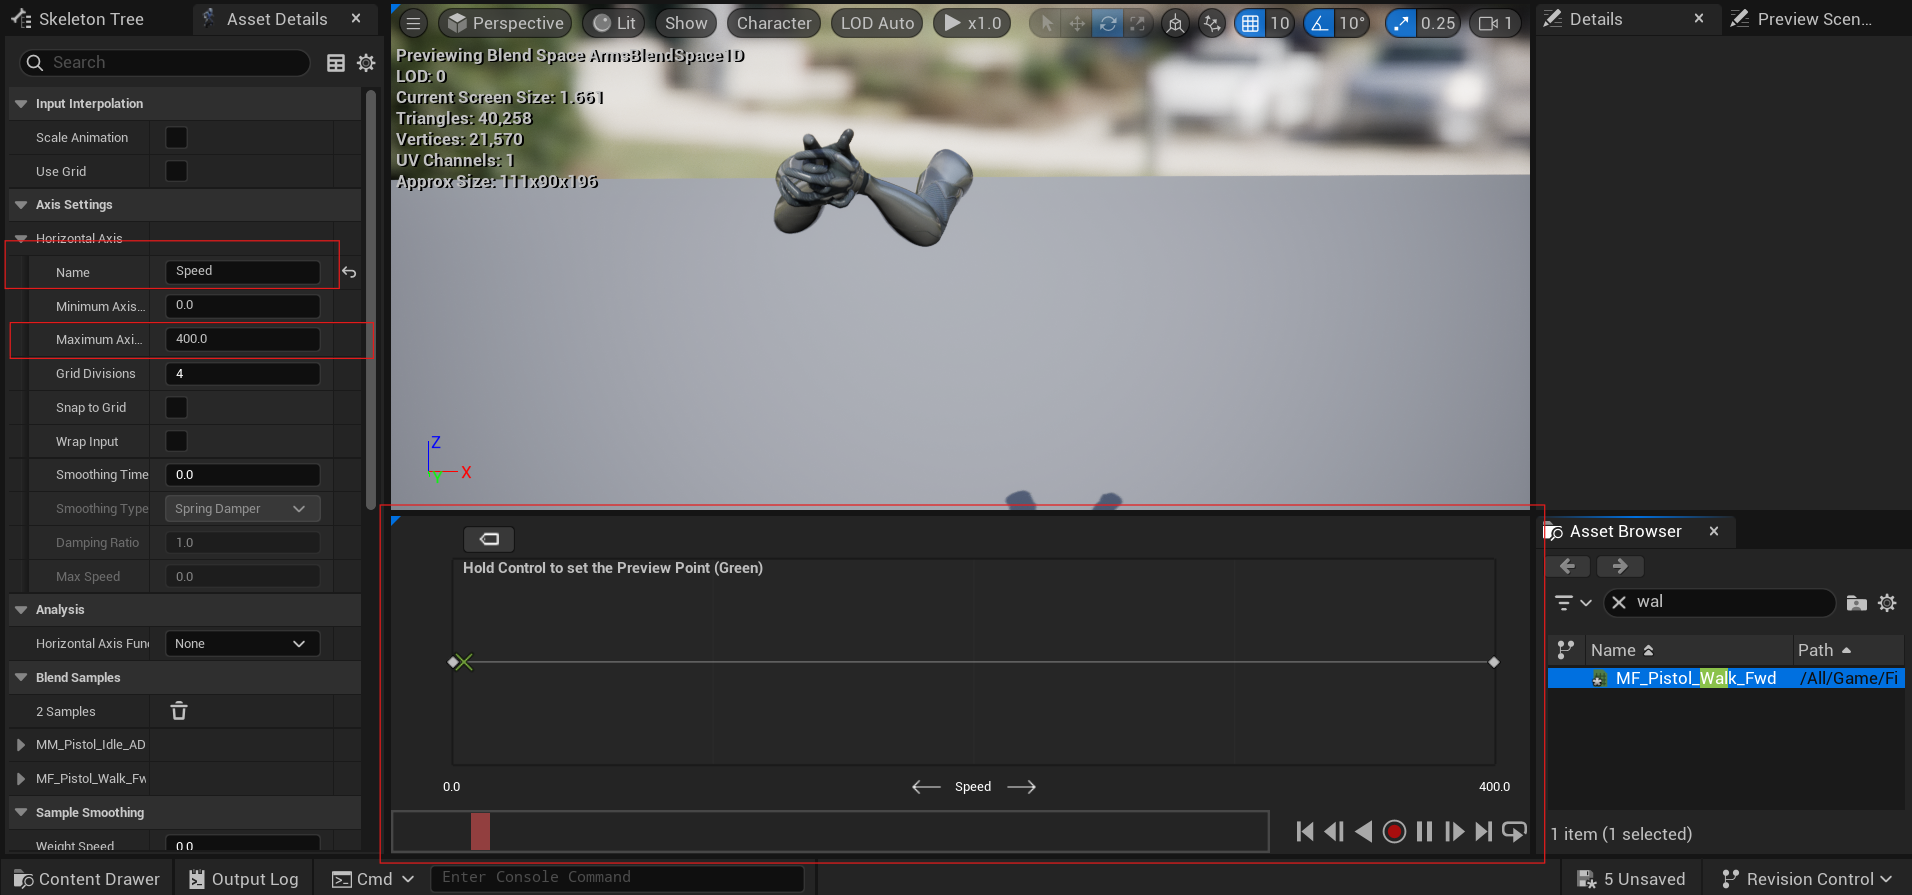 Skeleton Tree
Asset Details
Search
Input Interpolation
Scale Animation
Use Grid
Axis Settings
Horizontal Axis
Name
Speed
Minimum Axis...
0.0
Maximum Axi...
400.0
Grid Divisions
4
Snap to Grid
Wrap Input
Smoothing Time
0.0
Smoothing Type
Spring Damper
Damping Ratio
1.0
Max Speed
0.0
Analysis
Horizontal Axis Fun
None
Blend Samples
2 Samples
MM_Pistol_Idle_AD
MF_Pistol_Walk_Fw
Sample Smoothing
Weight Speed
0.0
Perspective
Lit
Show
Character
LOD Auto
x1.0
10
10°
0.25
1
Previewing Blend Space ArmsBlendSpace1D
LOD: 0
Current Screen Size: 1.661
Triangles: 40,258
Vertices: 21,570
UV Channels: 1
Approx Size: 111x90x196
Z
Y
X
Hold Control to set the Preview Point (Green)
0.0
Speed
400.0
Details
Preview Scen...
Asset Browser
wal
Name
Path
MF_Pistol_Walk_Fwd
/All/Game/Fi
1 item (1 selected)
Content Drawer
Output Log
Cmd
Enter Console Command
5 Unsaved
Revision Control